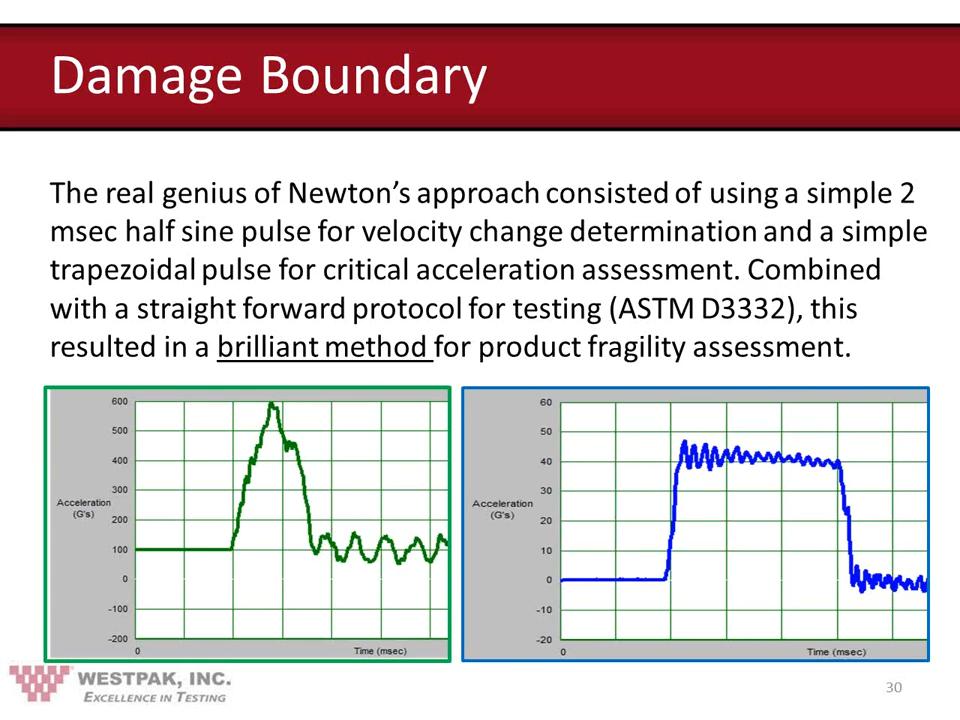 Damage Boundary
The real genius of Newton’s approach consisted of using a simple 2
msec half sine pulse for velocity change determination and a simple
trapezoidal pulse for critical acceleration assessment. Combined
with a straight forward protocol for testing (ASTM D3332), this
resulted in a brilliant method for product fragility assessment.
600
500
400
300
Acceleration
(G's)
200
100
0
-100
-200
0
Time (msec)
60
50
40
30
Acceleration
(G's)
20
10
0
-10
-20
0
Time (msec)
WESTPAK, INC.
EXCELLENCE IN TESTING
30